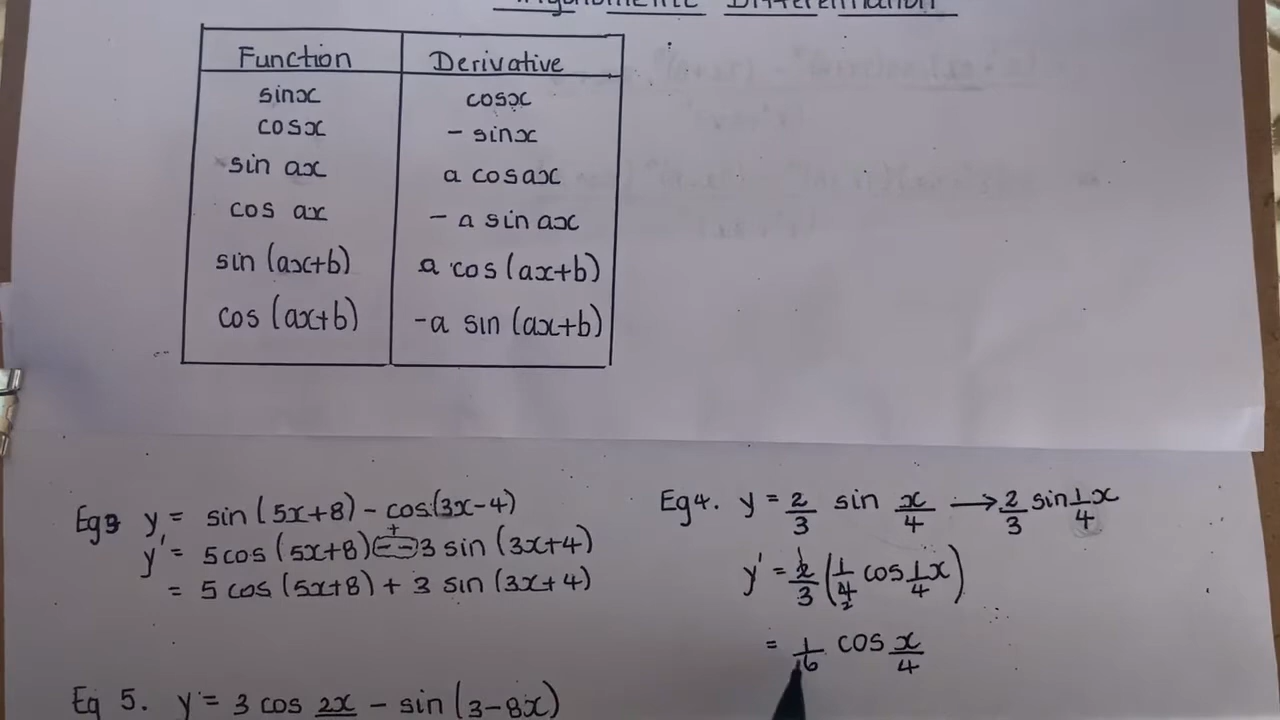 Trigonometric Differentiation
Function Derivative
sinx cosx
cosx - sinx
sin ax a cosax
cos ax - a sin ax
sin (ax+b) a cos (ax+b)
cos (ax+b) -a sin (ax+b)
Eg3 y = sin (5x+8) - cos(3x-4)
y' = 5cos (5x+8) - + - 3 sin (3x+4)
= 5 cos (5x+8) + 3 sin (3x+4)
Eg4. y = 2/3 sin x/4 → 2/3 sin 1/4 x
y' = 2/3 (1/4 cos 1/4 x)
= 1/6 cos x/4
Eg 5. y = 3 cos 2x - sin (3-8x)